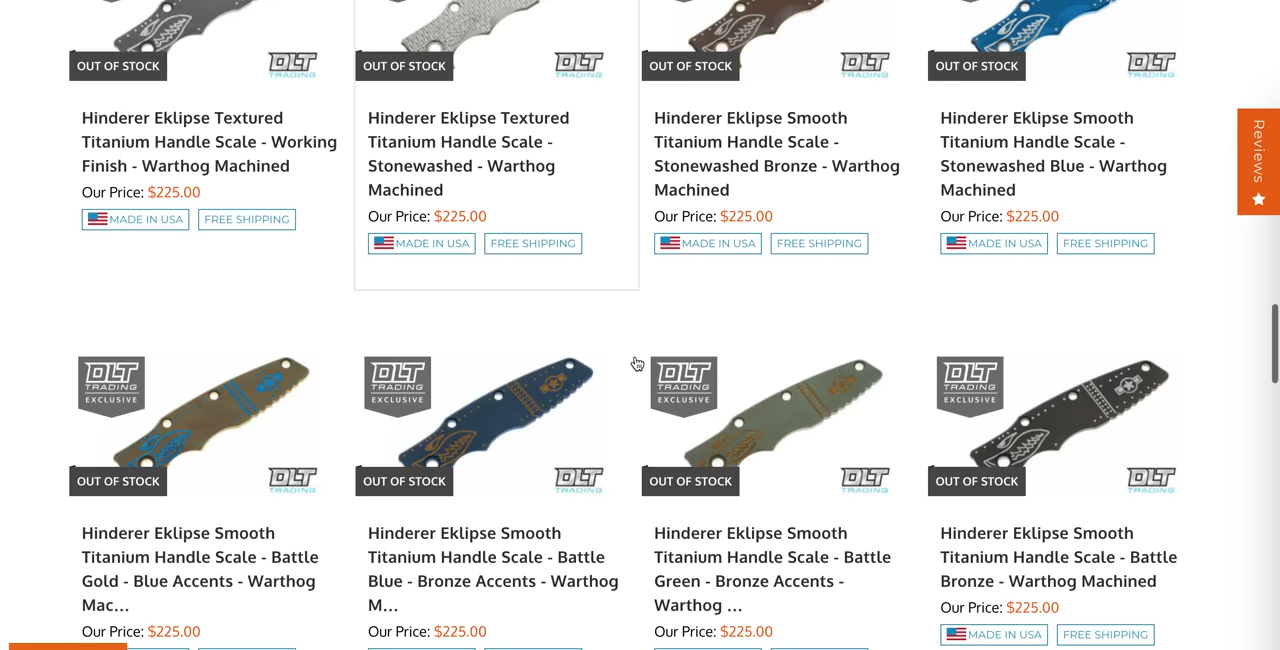 OUT OF STOCK
DLT
TRADING
OUT OF STOCK
DLT
TRADING
OUT OF STOCK
DLT
TRADING
OUT OF STOCK
DLT
TRADING
Hinderer Eklipse Textured
Titanium Handle Scale - Working
Finish - Warthog Machined
Our Price: $225.00
MADE IN USA
FREE SHIPPING
Hinderer Eklipse Textured
Titanium Handle Scale -
Stonewashed - Warthog
Machined
Our Price: $225.00
MADE IN USA
FREE SHIPPING
Hinderer Eklipse Smooth
Titanium Handle Scale -
Stonewashed Bronze - Warthog
Machined
Our Price: $225.00
MADE IN USA
FREE SHIPPING
Hinderer Eklipse Smooth
Titanium Handle Scale -
Stonewashed Blue - Warthog
Machined
Our Price: $225.00
MADE IN USA
FREE SHIPPING
Reviews
DLT
TRADING
EXCLUSIVE
OUT OF STOCK
DLT
TRADING
DLT
TRADING
EXCLUSIVE
OUT OF STOCK
DLT
TRADING
DLT
TRADING
EXCLUSIVE
OUT OF STOCK
DLT
TRADING
DLT
TRADING
EXCLUSIVE
OUT OF STOCK
DLT
TRADING
Hinderer Eklipse Smooth
Titanium Handle Scale - Battle
Gold - Blue Accents - Warthog
Mac...
Our Price: $225.00
Hinderer Eklipse Smooth
Titanium Handle Scale - Battle
Blue - Bronze Accents - Warthog
M...
Our Price: $225.00
Hinderer Eklipse Smooth
Titanium Handle Scale - Battle
Green - Bronze Accents -
Warthog ...
Our Price: $225.00
Hinderer Eklipse Smooth
Titanium Handle Scale - Battle
Bronze - Warthog Machined
Our Price: $225.00
MADE IN USA
FREE SHIPPING